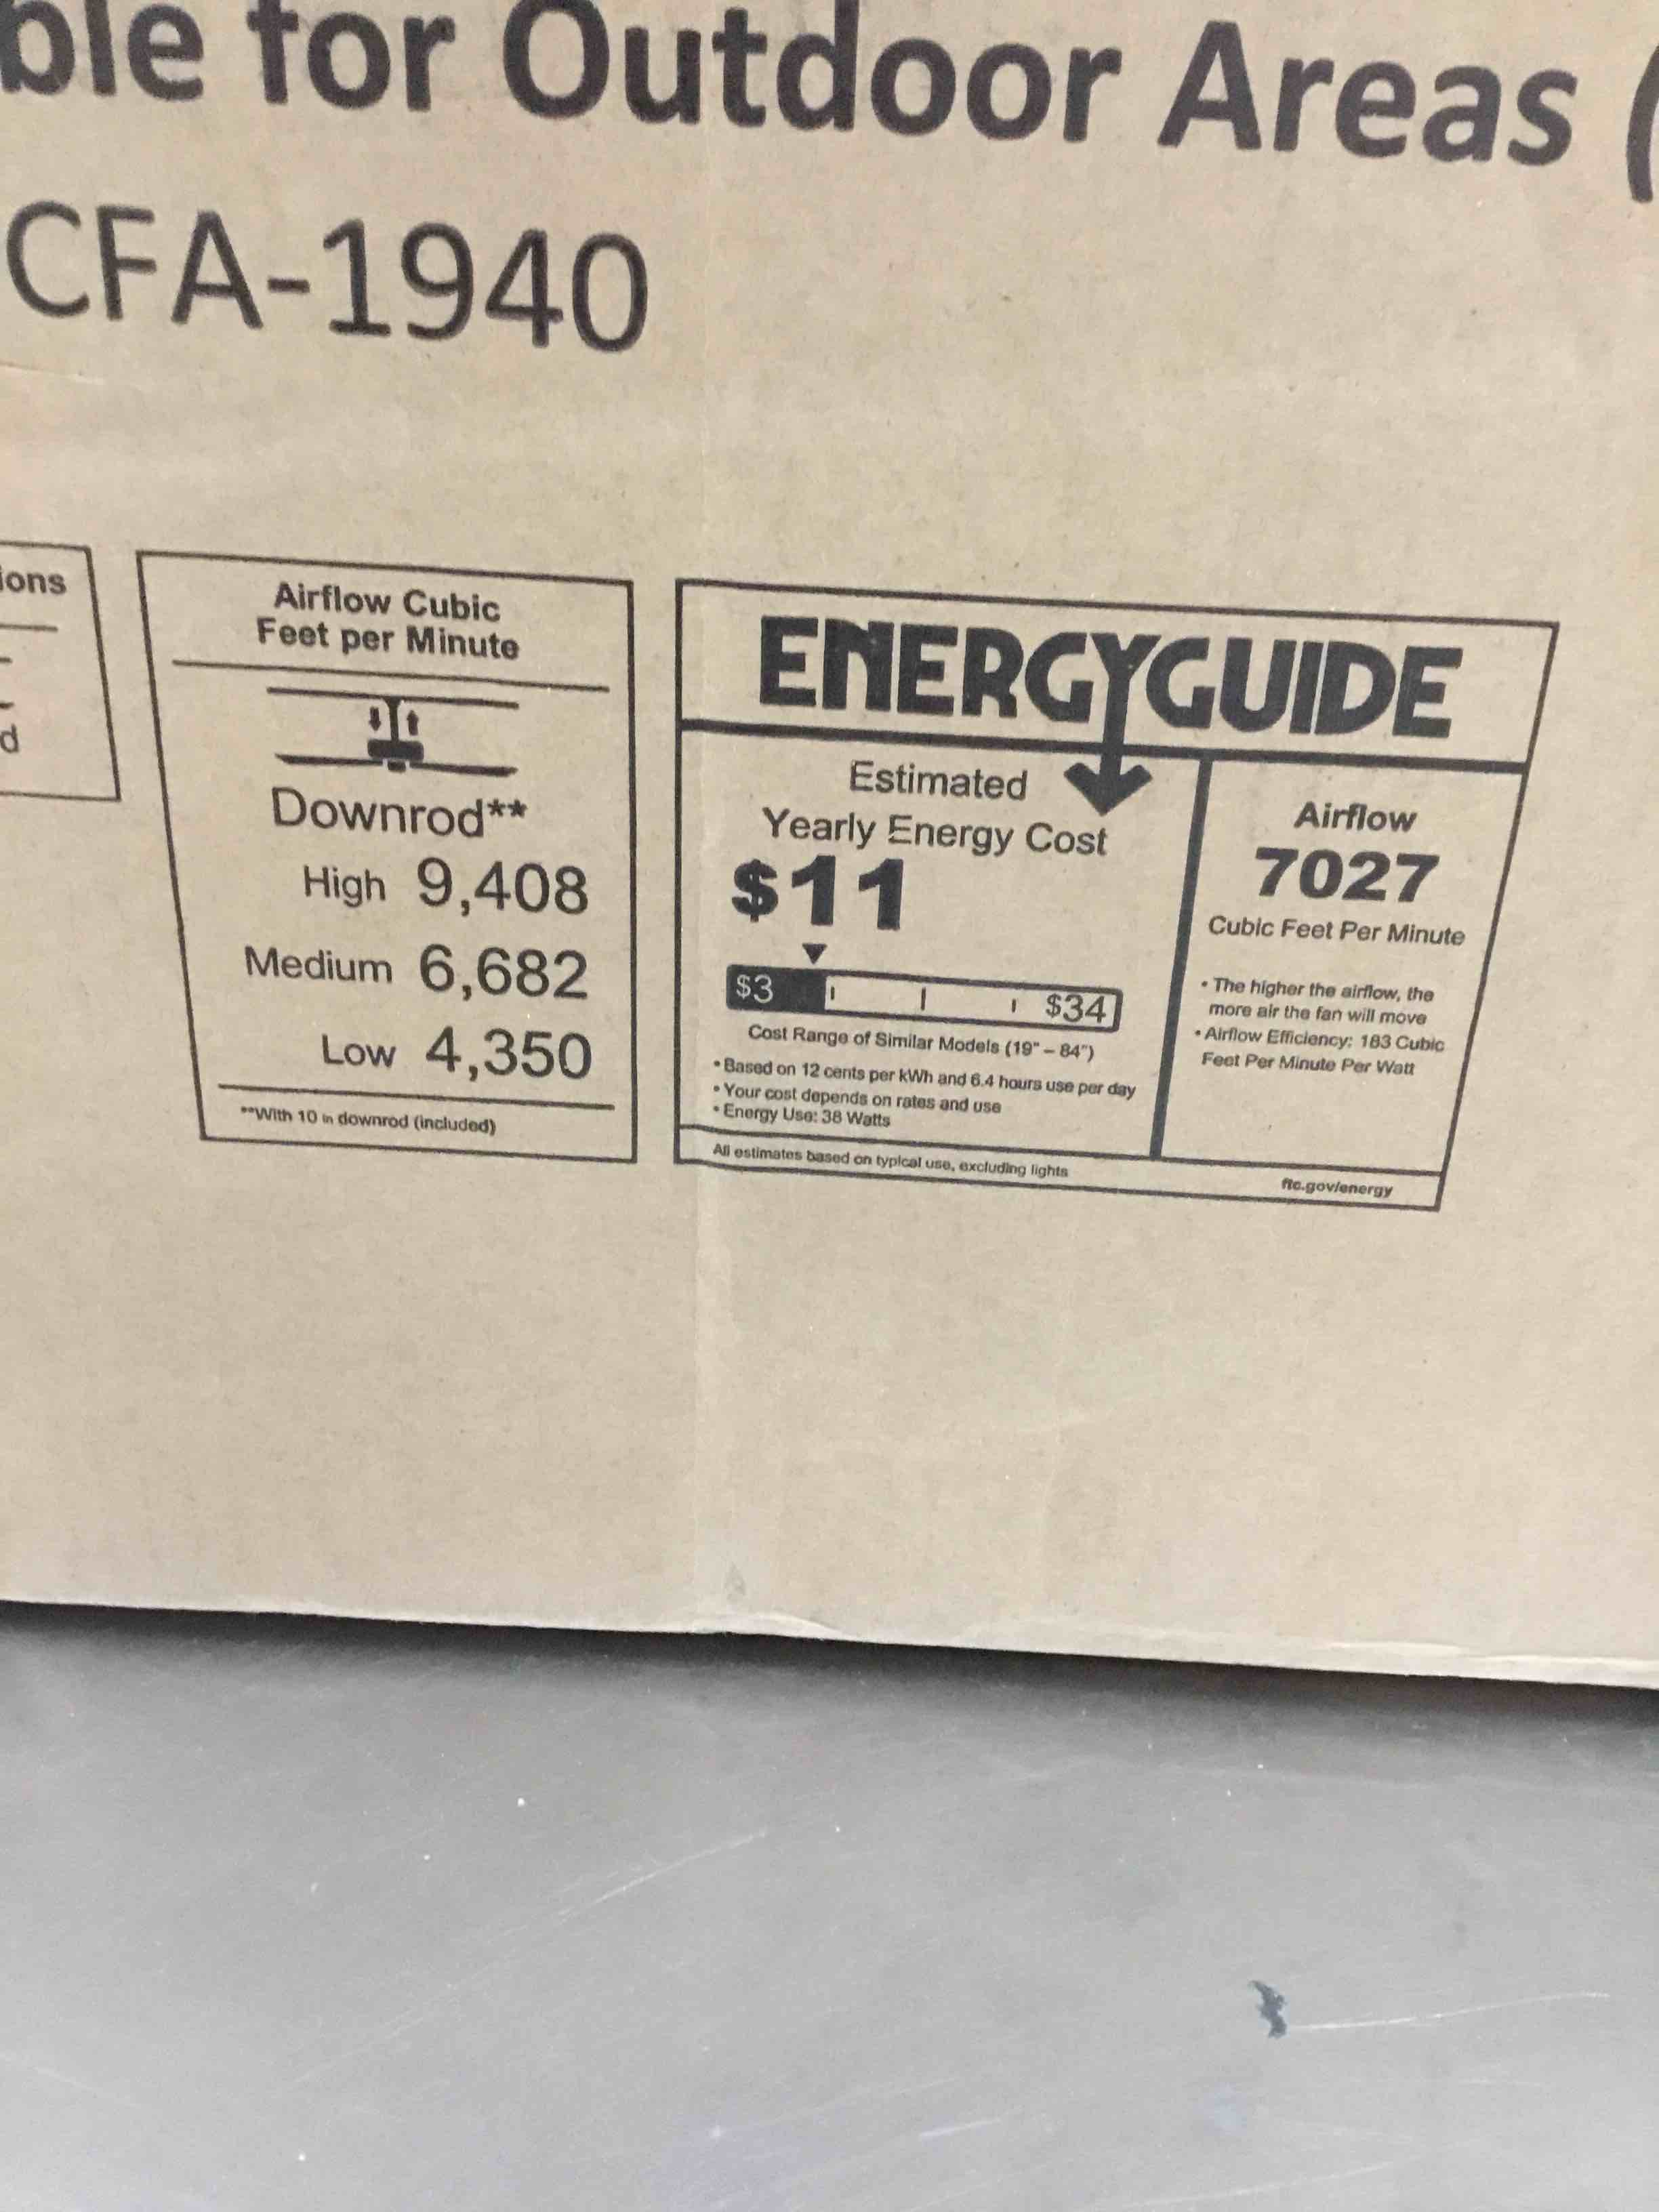 ble for Outdoor Areas (
CFA-1940
ions
d
Airflow Cubic
Feet per Minute
Downrod**
High 9,408
Medium 6,682
Low 4,350
**With 10 in downrod (included)
ENERGYGUIDE
Estimated
Yearly Energy Cost
$11
$3 $34
Cost Range of Similar Models (19" – 84")
• Based on 12 cents per kWh and 6.4 hours use per day
• Your cost depends on rates and use
• Energy Use: 38 Watts
Airflow
7027
Cubic Feet Per Minute
• The higher the airflow, the
more air the fan will move
• Airflow Efficiency: 183 Cubic
Feet Per Minute Per Watt
All estimates based on typical use, excluding lights
ftc.gov/energy